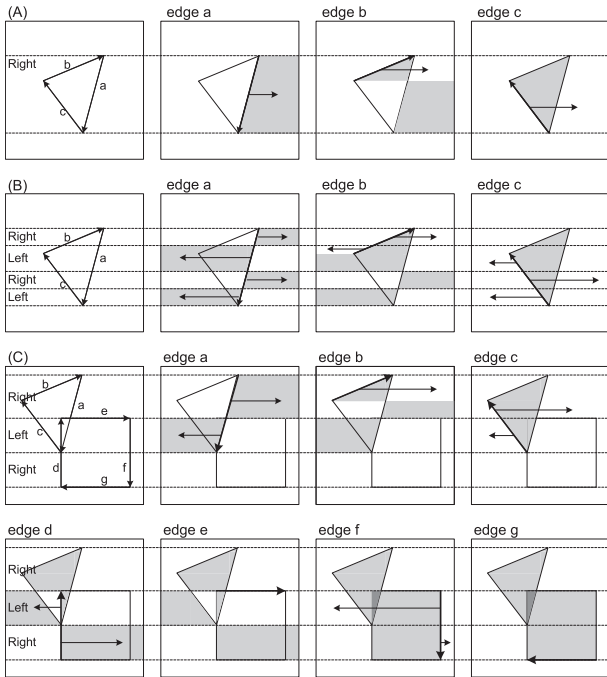 (A)
edge a
edge b
edge c
Right
b
a
c
(B)
edge a
edge b
edge c
Right
b
Left
a
Right
c
Left
(C)
edge a
edge b
edge c
Right
b
a
e
Left
c
d
f
Right
g
edge d
edge e
edge f
edge g
Right
Left
Right